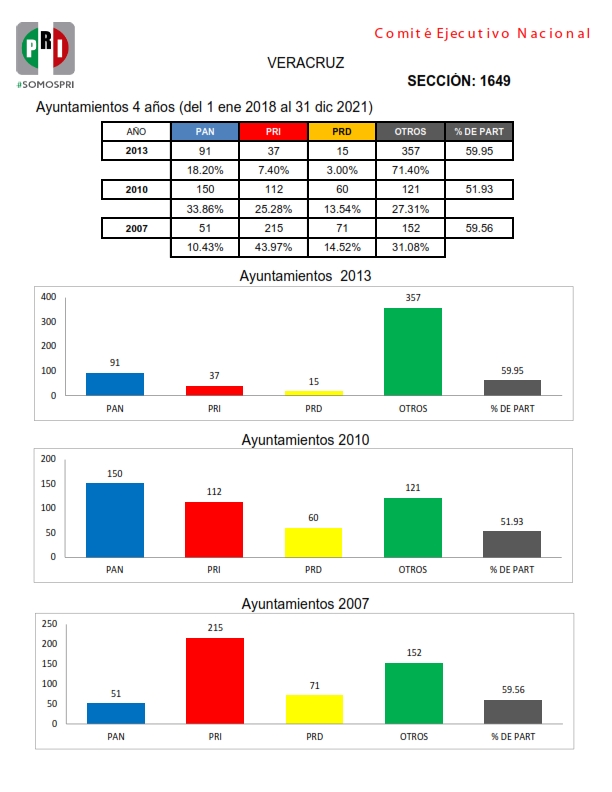 Comité Ejecutivo Nacional
PRI
#SOMOSPRI
VERACRUZ
SECCIÓN: 1649
Ayuntamientos 4 años (del 1 ene 2018 al 31 dic 2021)
AÑO PAN PRI PRD OTROS % DE PART
2013 91 37 15 357 59.95
18.20% 7.40% 3.00% 71.40%
2010 150 112 60 121 51.93
33.86% 25.28% 13.54% 27.31%
2007 51 215 71 152 59.56
10.43% 43.97% 14.52% 31.08%
Ayuntamientos 2013
400
300
200
100
0
91 37 15 357 59.95
PAN PRI PRD OTROS % DE PART
Ayuntamientos 2010
200
150
100
50
0
150 112 60 121 51.93
PAN PRI PRD OTROS % DE PART
Ayuntamientos 2007
250
200
150
100
50
0
51 215 71 152 59.56
PAN PRI PRD OTROS % DE PART